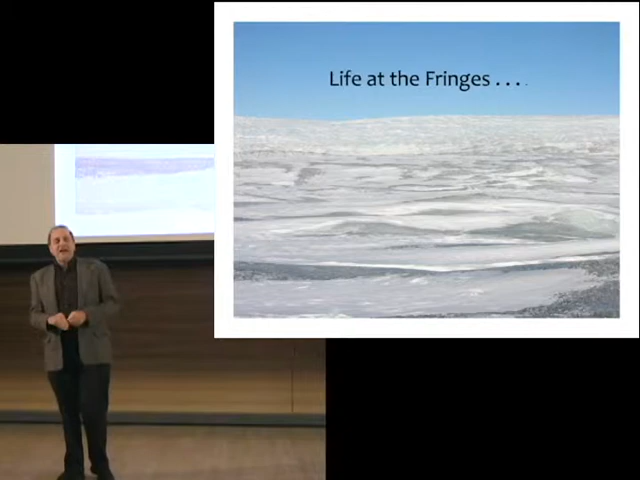 Life at the Fringes . . . .